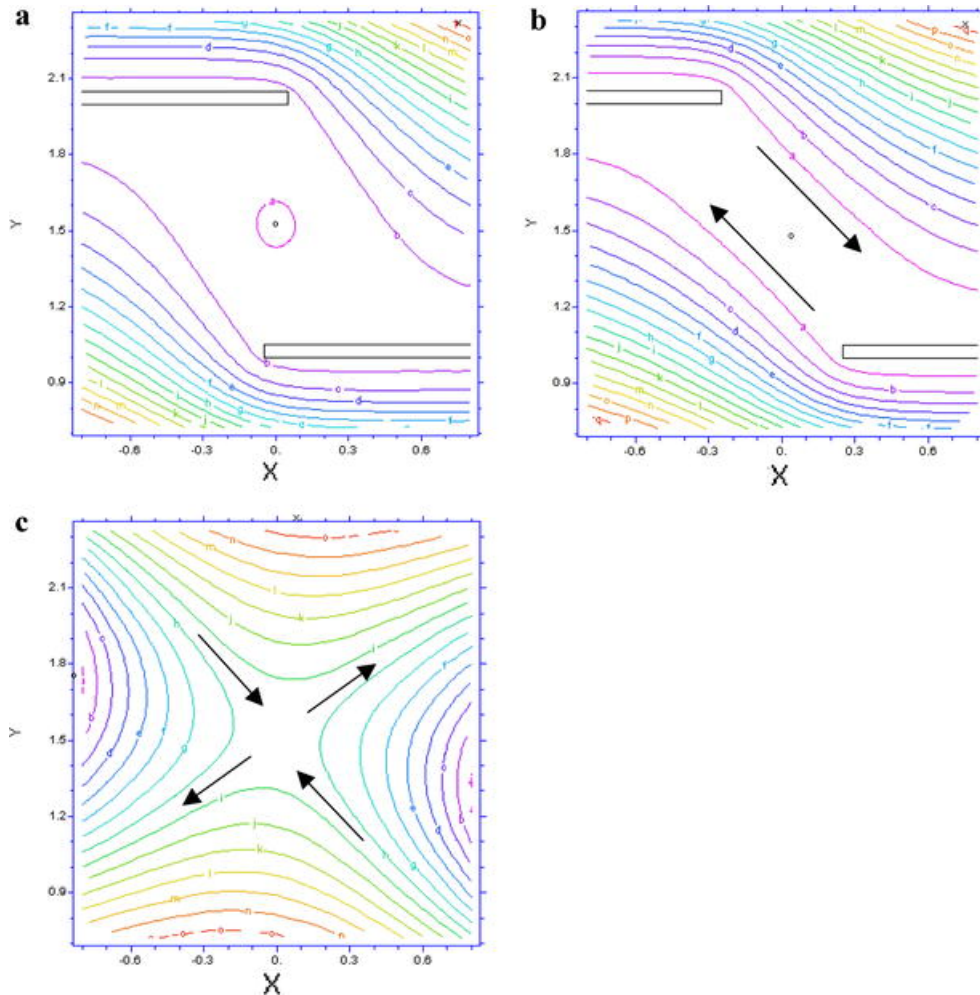 a
2.1
1.8
1.5
1.2
0.9
Y
-0.6 -0.3 0. 0.3 0.6
X
f f d g h i j k l m n o
i
e
c
b
a
o
b c d e f g h i j k l m n o
b
2.1
1.8
1.5
1.2
0.9
Y
-0.6 -0.3 0. 0.3 0.6
X
d e f g h i j l m n o p q
b
a
c
o
a b c d e f g h i j l m n o p q
c
2.1
1.8
1.5
1.2
0.9
Y
-0.6 -0.3 0. 0.3 0.6
X
o
n
m
l
k
j
i
h
g
f
e
d
b